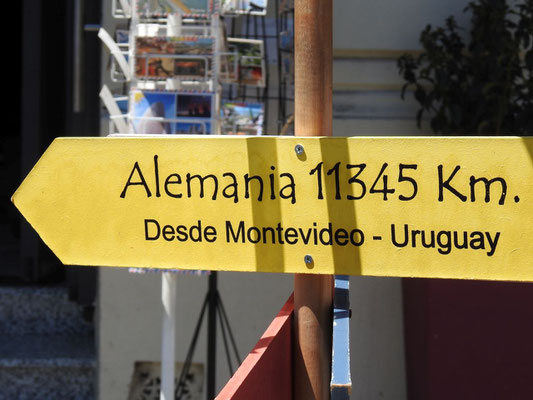 Alemania 11345 Km.
Desde Montevideo - Uruguay